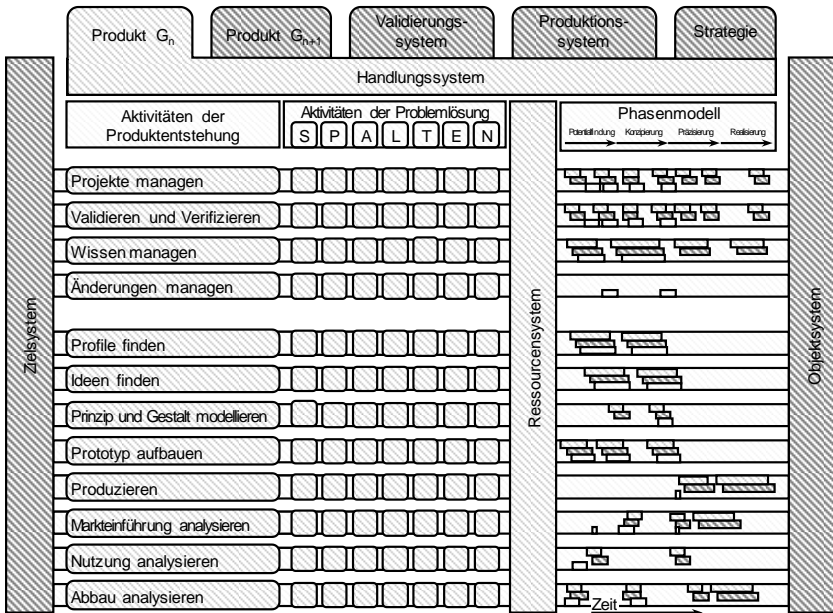 Produkt Gn
Produkt Gn+1
Validierungs-
system
Produktions-
system
Strategie
Handlungssystem
Zielsystem
Aktivitäten der
Produktentstehung
Aktivitäten der Problemlösung
S P A L T E N
Ressourcensystem
Phasenmodell
Potentialfindung Konzipierung Präzisierung Realisierung
Objektsystem
Projekte managen
Validieren und Verifizieren
Wissen managen
Änderungen managen
Profile finden
Ideen finden
Prinzip und Gestalt modellieren
Prototyp aufbauen
Produzieren
Markteinführung analysieren
Nutzung analysieren
Abbau analysieren
Zeit